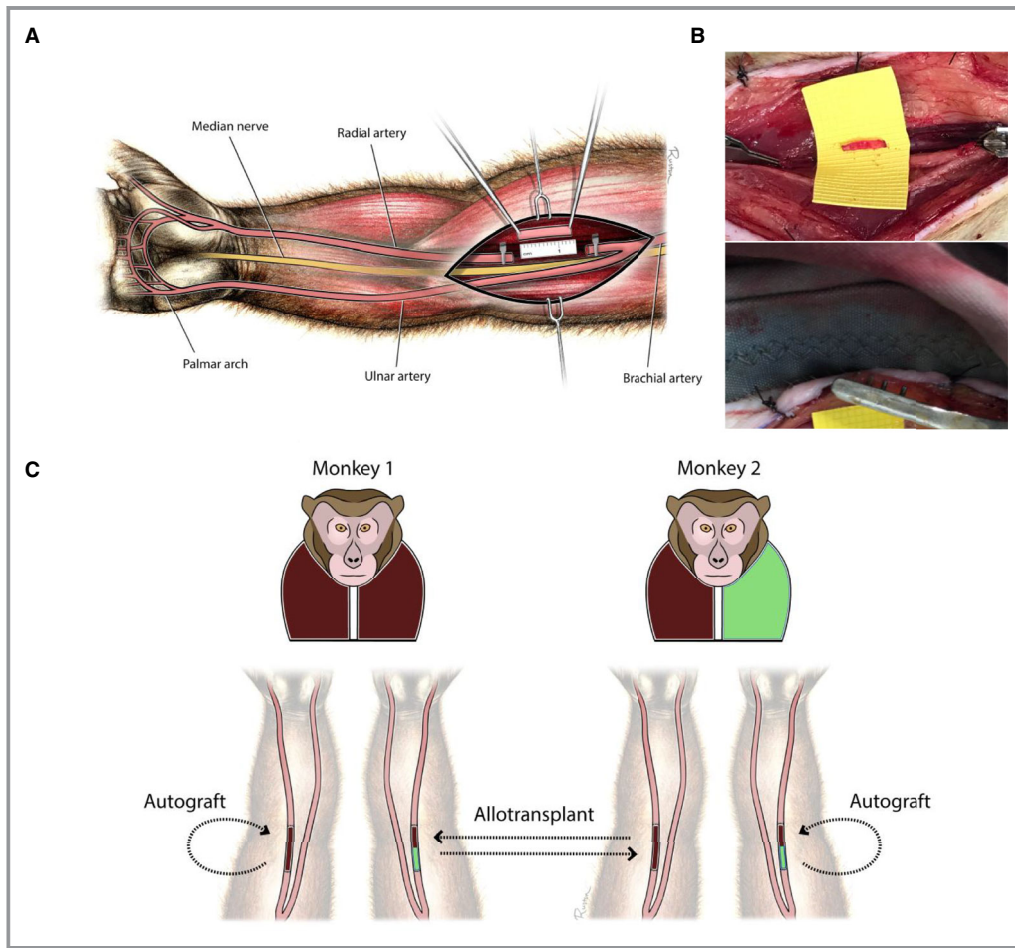 A
B
Median nerve
Radial artery
Palmar arch
Ulnar artery
Brachial artery
C
Monkey 1
Monkey 2
Autograft
Allotransplant
Autograft